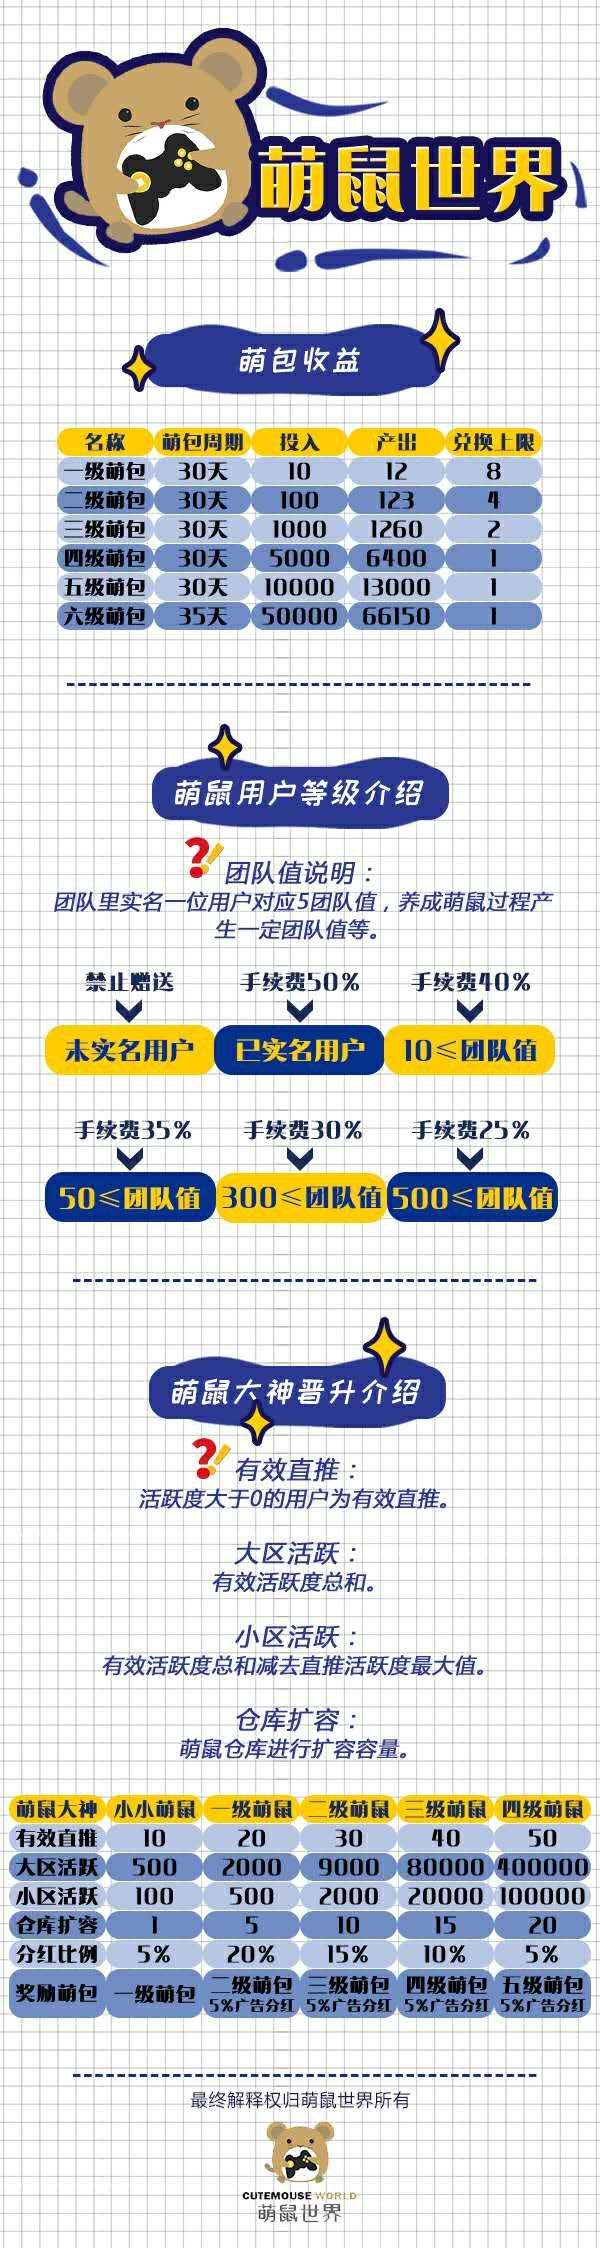 萌鼠世界
萌包收益
名称 萌包周期 投入 产出 兑换上限
一级萌包 30天 10 12 8
二级萌包 30天 100 123 4
三级萌包 30天 1000 1260 2
四级萌包 30天 5000 6400 1
五级萌包 30天 10000 13000 1
六级萌包 35天 50000 66150 1
萌鼠用户等级介绍
团队值说明：
团队里实名一位用户对应5团队值，养成萌鼠过程产
生一定团队值等。
禁止赠送 手续费50% 手续费40%
未实名用户 已实名用户 10≤团队值
手续费35% 手续费30% 手续费25%
50≤团队值 300≤团队值 500≤团队值
萌鼠大神晋升介绍
有效直推：
活跃度大于0的用户为有效直推。
大区活跃：
有效活跃度总和。
小区活跃：
有效活跃度总和减去直推活跃度最大值。
仓库扩容：
萌鼠仓库进行扩容容量。
萌鼠大神 小小萌鼠 一级萌鼠 二级萌鼠 三级萌鼠 四级萌鼠
有效直推 10 20 30 40 50
大区活跃 500 2000 9000 80000 400000
小区活跃 100 500 2000 20000 100000
仓库扩容 1 5 10 15 20
分红比例 5% 20% 15% 10% 5%
奖励萌包 一级萌包 二级萌包 三级萌包 四级萌包 五级萌包
5%广告分红 5%广告分红 5%广告分红 5%广告分红
最终解释权归萌鼠世界所有
CUTEMOUSE WORLD
萌鼠世界